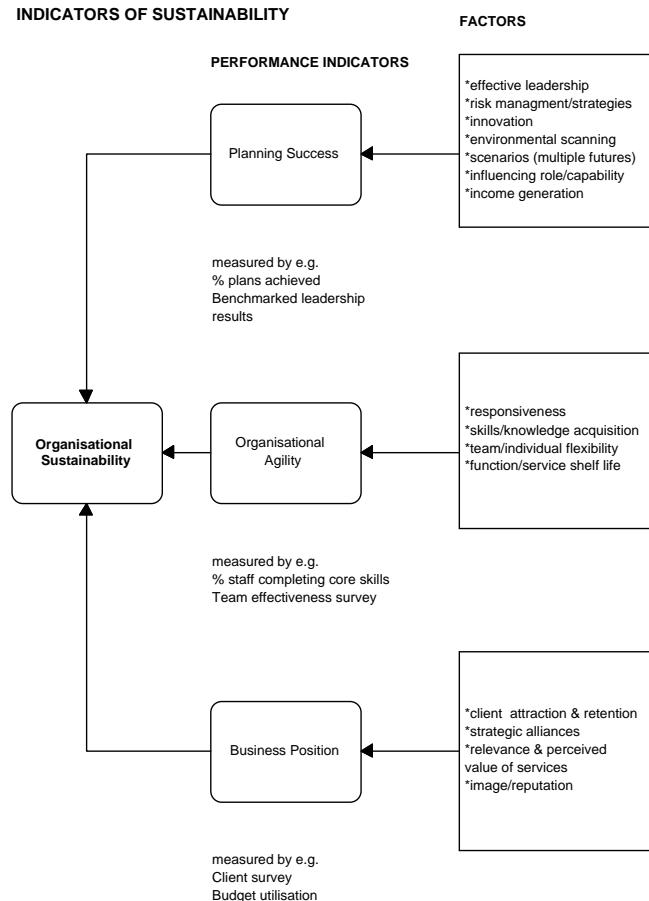 INDICATORS OF SUSTAINABILITY
FACTORS
PERFORMANCE INDICATORS
*effective leadership
*risk managment/strategies
*innovation
*environmental scanning
*scenarios (multiple futures)
*influencing role/capability
*income generation
Planning Success
measured by e.g.
% plans achieved
Benchmarked leadership
results
*responsiveness
*skills/knowledge acquisition
*team/individual flexibility
*function/service shelf life
Organisational
Sustainability
Organisational
Agility
measured by e.g.
% staff completing core skills
Team effectiveness survey
*client attraction & retention
*strategic alliances
*relevance & perceived
value of services
*image/reputation
Business Position
measured by e.g.
Client survey
Budget utilisation